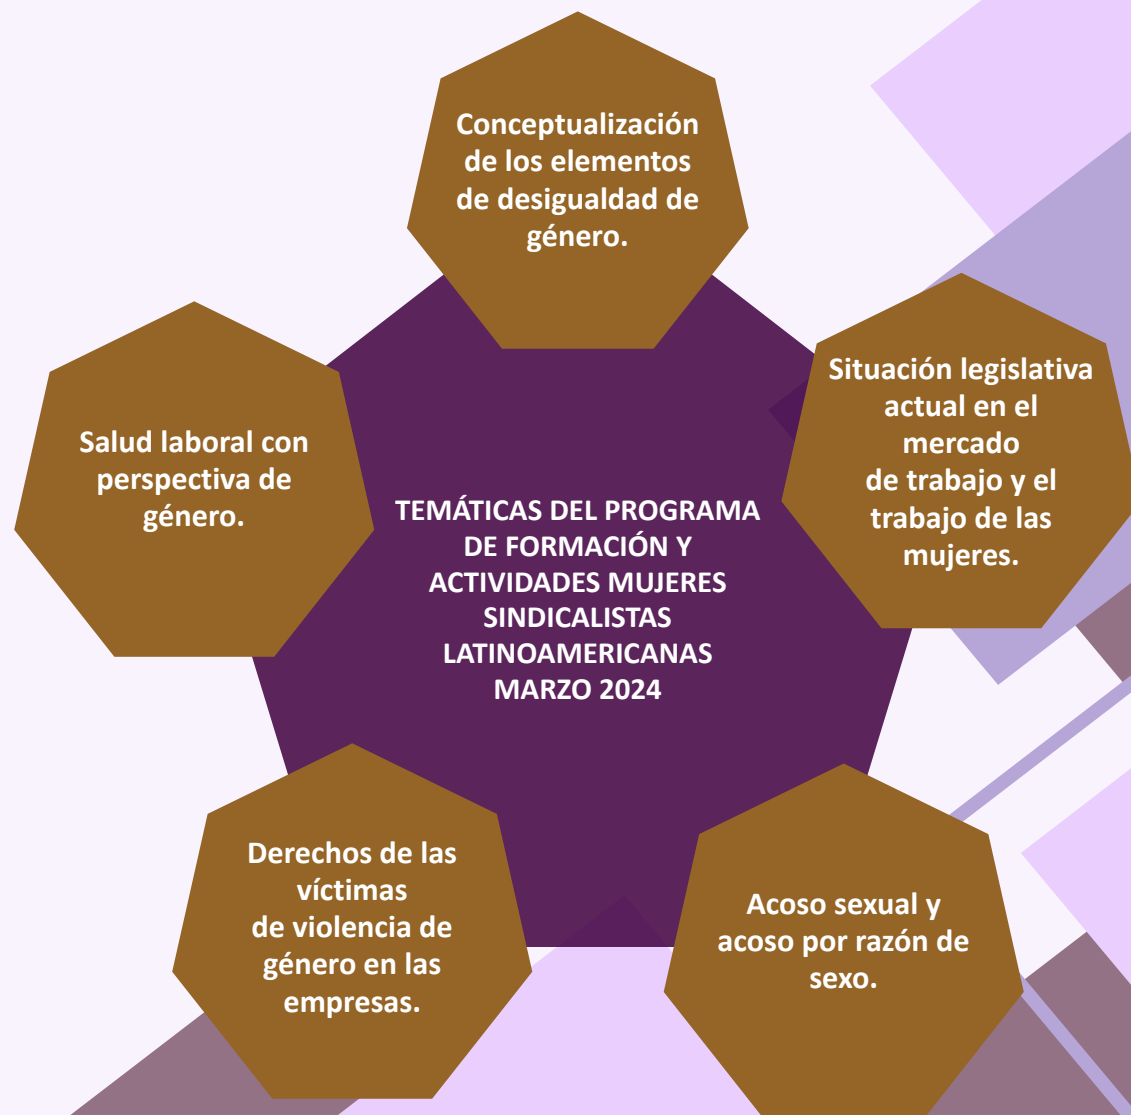 Conceptualización
de los elementos
de desigualdad de
género.
Situación legislativa
actual en el
mercado
de trabajo y el
trabajo de las
mujeres.
Salud laboral con
perspectiva de
género.
TEMÁTICAS DEL PROGRAMA
DE FORMACIÓN Y
ACTIVIDADES MUJERES
SINDICALISTAS
LATINOAMERICANAS
MARZO 2024
Derechos de las
víctimas
de violencia de
género en las
empresas.
Acoso sexual y
acoso por razón de
sexo.